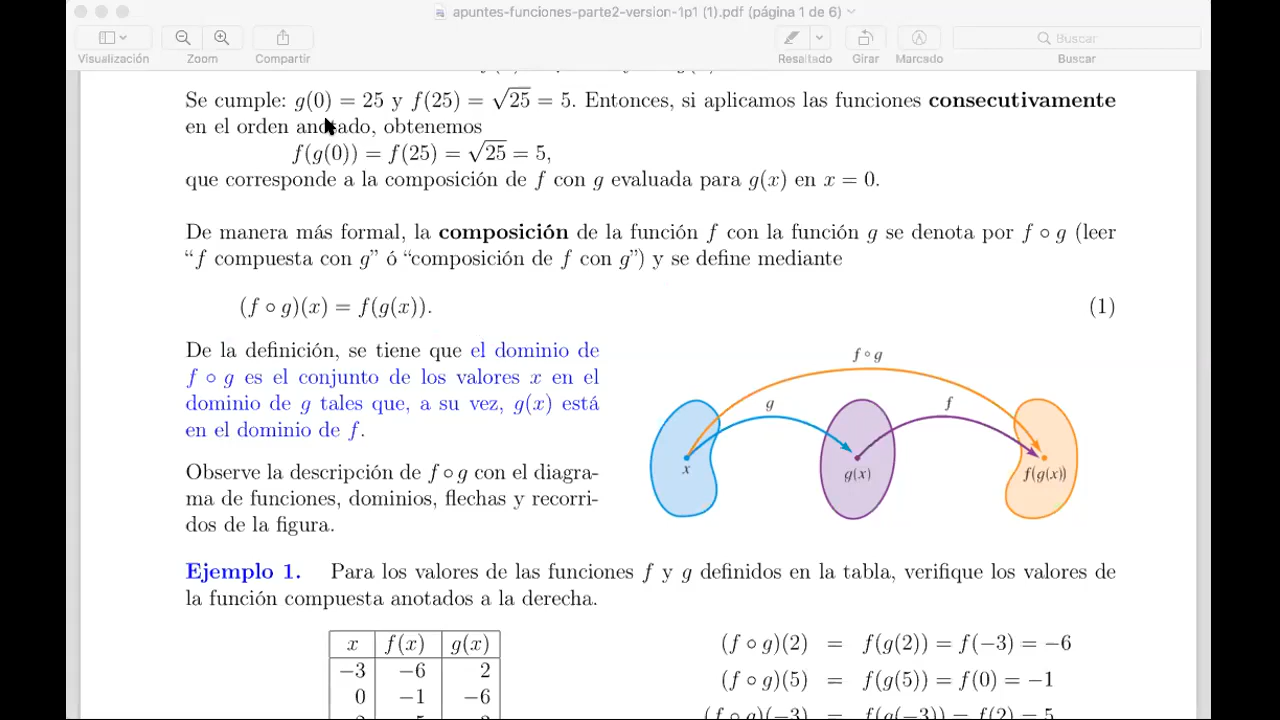 apuntes-funciones-parte2-version-1p1 (1).pdf (página 1 de 6)
Visualización Zoom Compartir Resaltado Girar Marcado Buscar
Buscar
Se cumple: g(0) = 25 y f(25) = √25 = 5. Entonces, si aplicamos las funciones consecutivamente
en el orden anotado, obtenemos
f(g(0)) = f(25) = √25 = 5,
que corresponde a la composición de f con g evaluada para g(x) en x = 0.
De manera más formal, la composición de la función f con la función g se denota por f ∘ g (leer
“f compuesta con g” ó “composición de f con g”) y se define mediante
(f ∘ g)(x) = f(g(x)). (1)
De la definición, se tiene que el dominio de
f ∘ g es el conjunto de los valores x en el
dominio de g tales que, a su vez, g(x) está
en el dominio de f.
Observe la descripción de f ∘ g con el diagra-
ma de funciones, dominios, flechas y recorri-
dos de la figura.
f ∘ g
g f
x g(x) f(g(x))
Ejemplo 1. Para los valores de las funciones f y g definidos en la tabla, verifique los valores de
la función compuesta anotados a la derecha.
x f(x) g(x)
−3 −6 2
0 −1 −6
(f ∘ g)(2) = f(g(2)) = f(−3) = −6
(f ∘ g)(5) = f(g(5)) = f(0) = −1
(f ∘ g)(−3) = f(g(−3)) = f(2) = 5